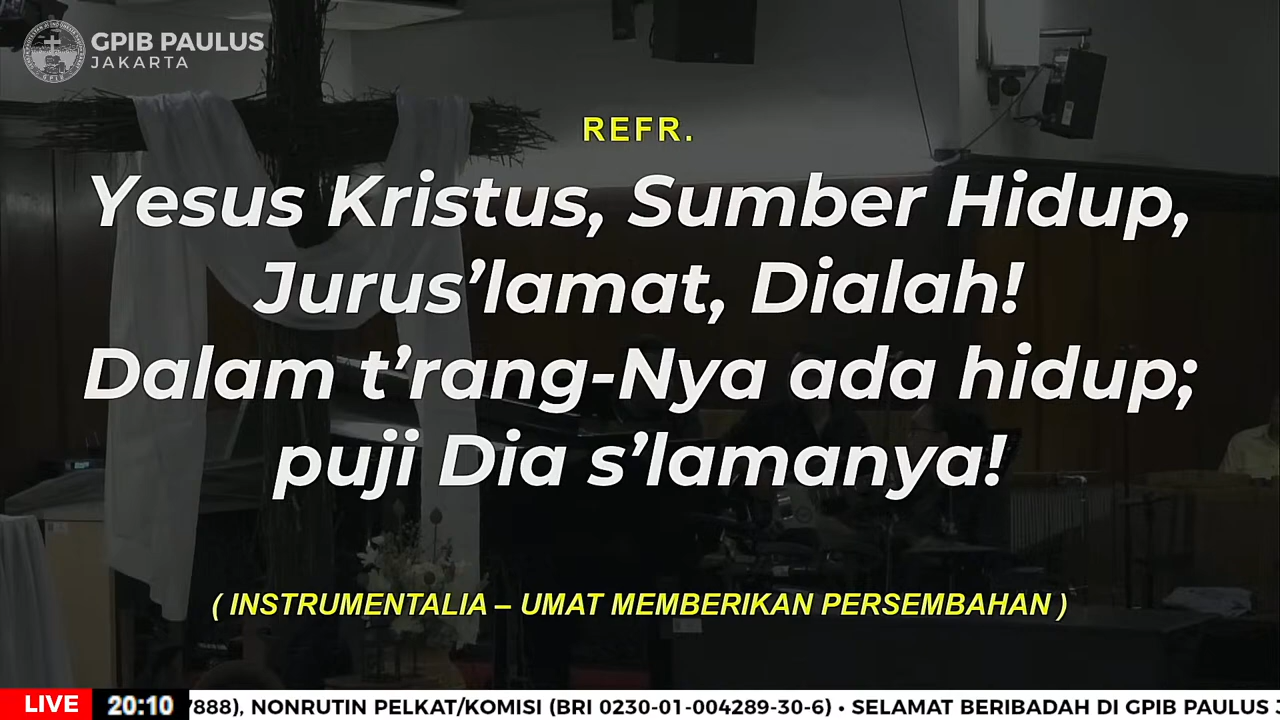 GPIB PAULUS
JAKARTA
REFR.
Yesus Kristus, Sumber Hidup,
Jurus’lamat, Dialah!
Dalam t’rang-Nya ada hidup;
puji Dia s’lamanya!
( INSTRUMENTALIA – UMAT MEMBERIKAN PERSEMBAHAN )
LIVE 20:10 7888), NONRUTIN PELKAT/KOMISI (BRI 0230-01-004289-30-6) • SELAMAT BERIBADAH DI GPIB PAULUS J